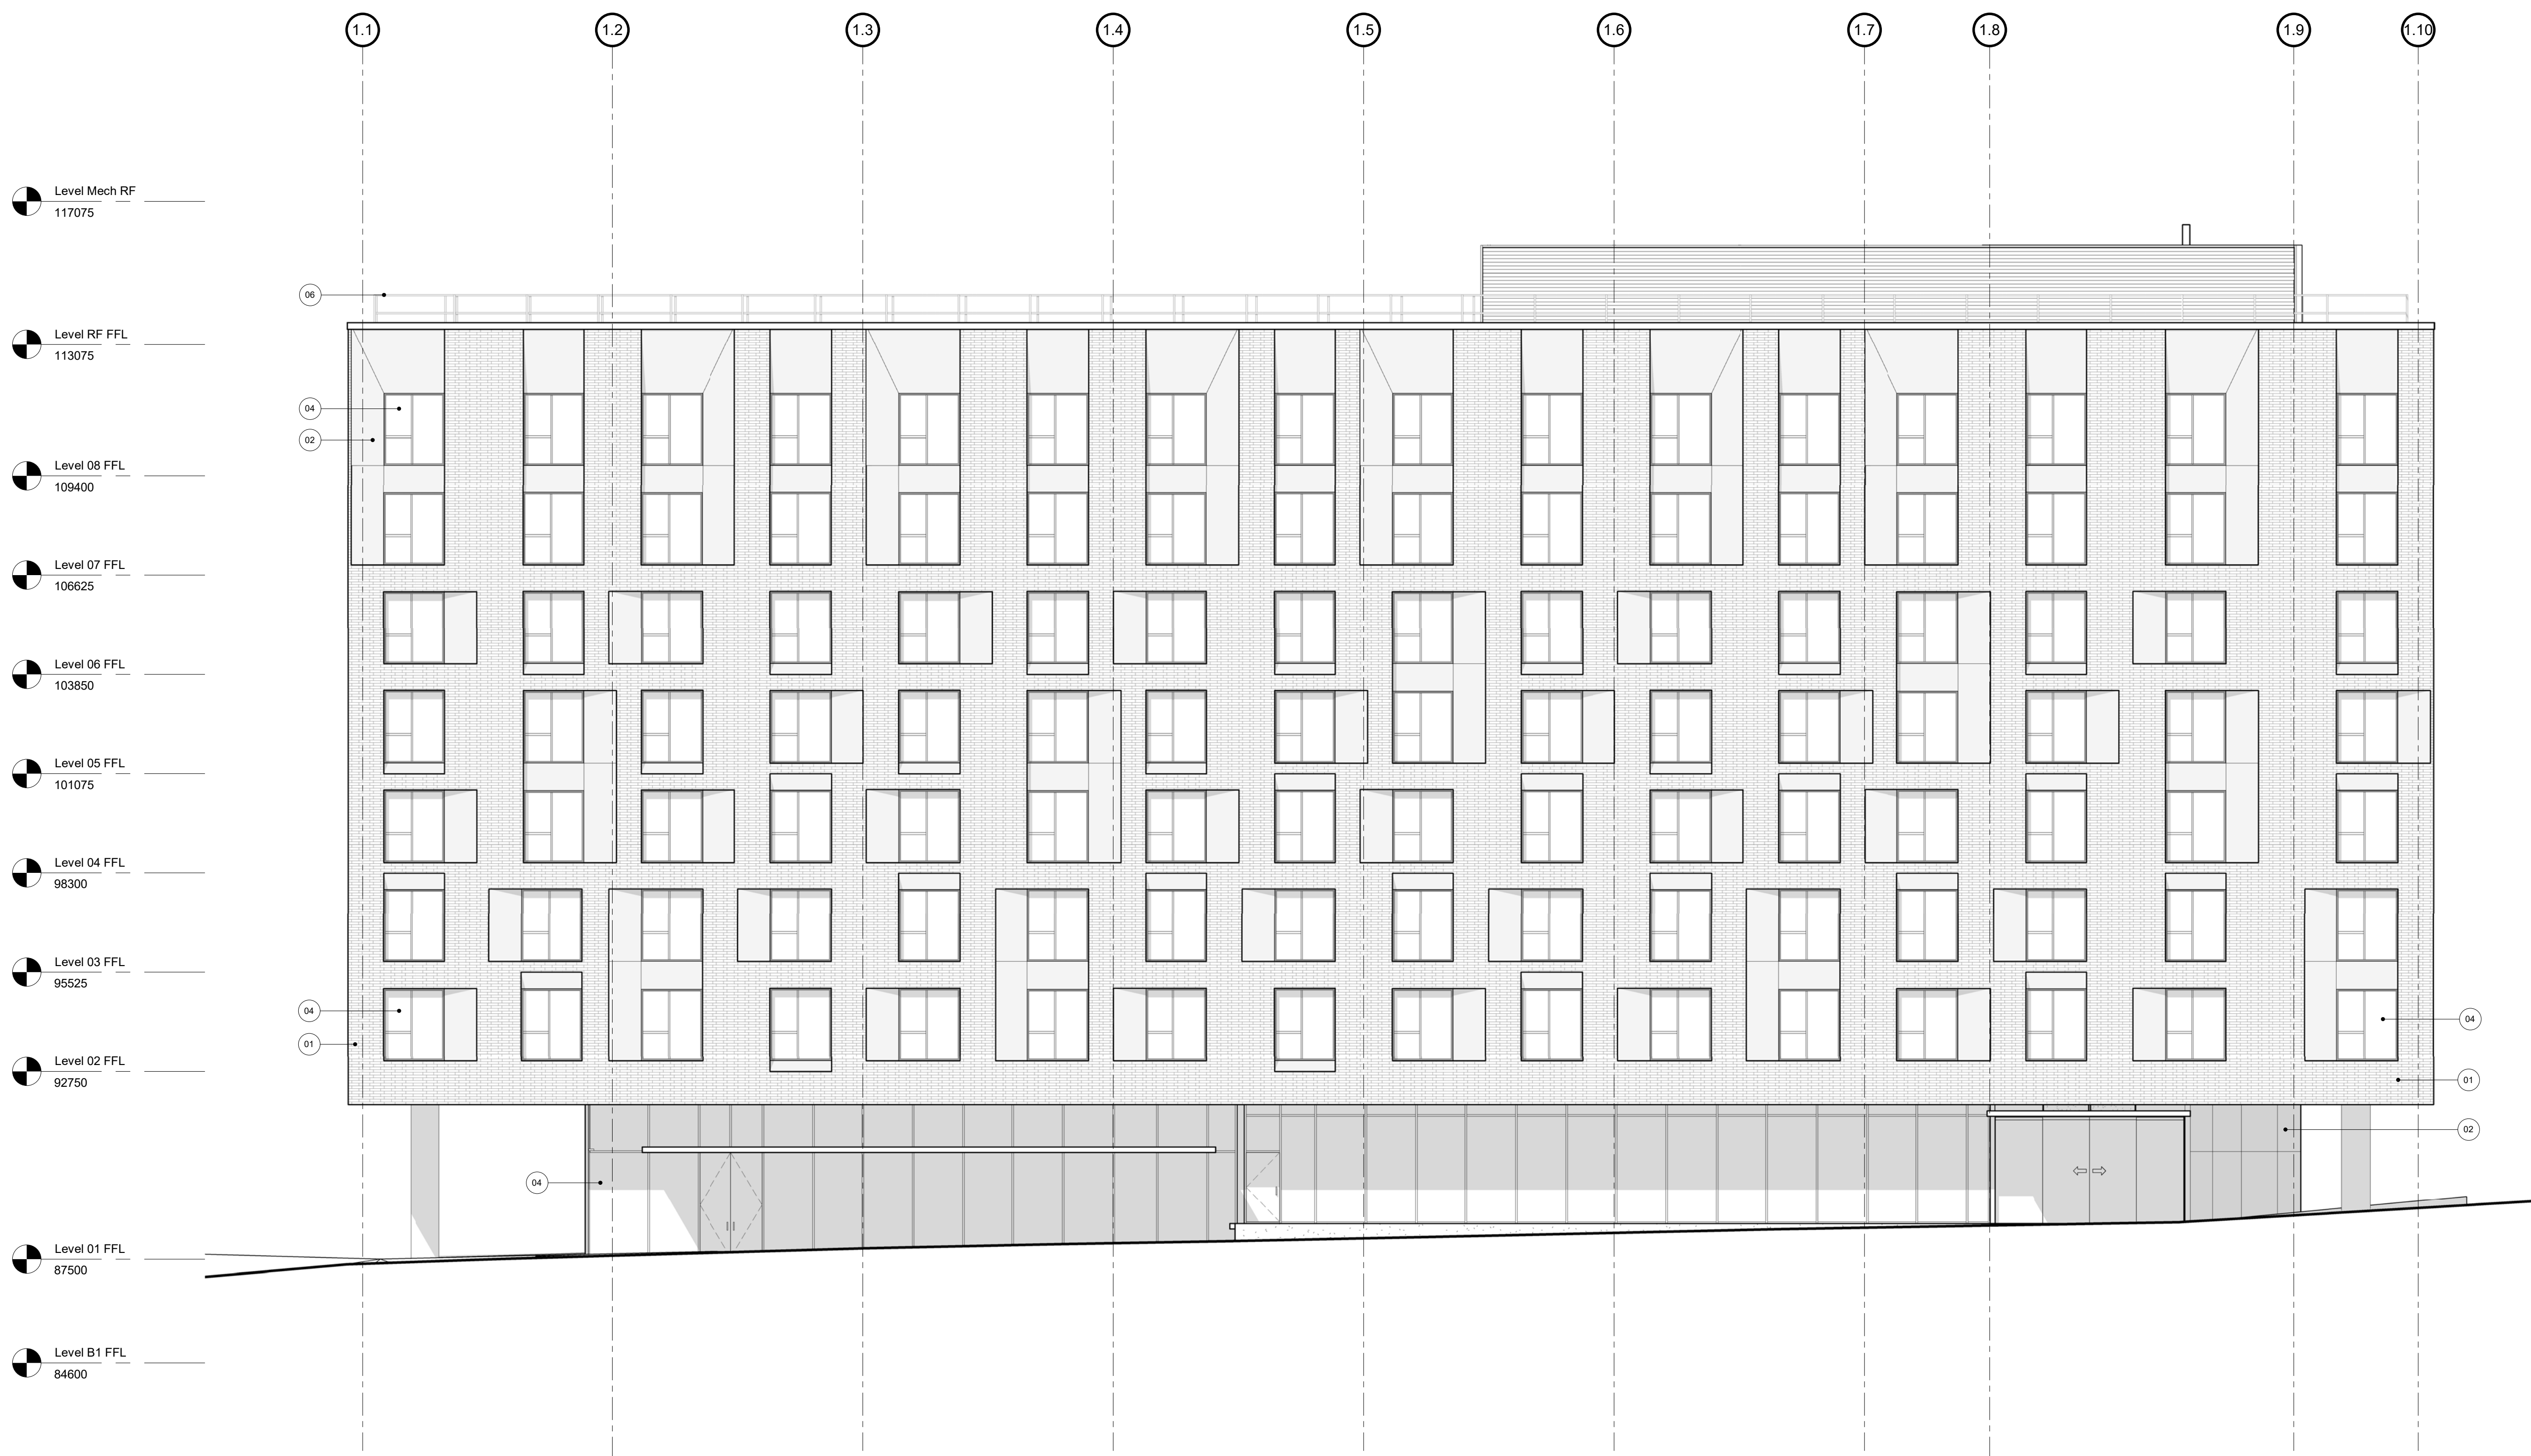 1.1 1.2 1.3 1.4 1.5 1.6 1.7 1.8 1.9 1.10
Level Mech RF
117075
06
Level RF FFL
113075
04
02
Level 08 FFL
109400
Level 07 FFL
106625
Level 06 FFL
103850
Level 05 FFL
101075
Level 04 FFL
98300
Level 03 FFL
95525
04
04
01
Level 02 FFL
92750
01
02
04
Level 01 FFL
87500
Level B1 FFL
84600